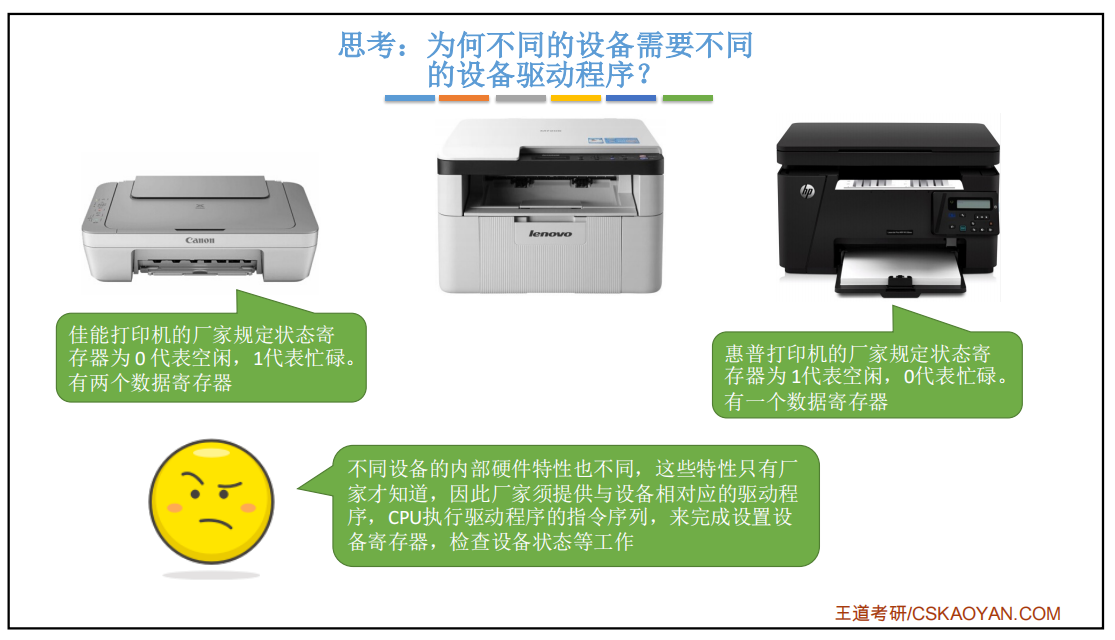 思考：为何不同的设备需要不同
的设备驱动程序？
Canon
lenovo
hp
佳能打印机的厂家规定状态寄
存器为 0 代表空闲，1代表忙碌。
有两个数据寄存器
惠普打印机的厂家规定状态寄
存器为 1代表空闲，0代表忙碌。
有一个数据寄存器
不同设备的内部硬件特性也不同，这些特性只有厂
家才知道，因此厂家须提供与设备相对应的驱动程
序，CPU执行驱动程序的指令序列，来完成设置设
备寄存器，检查设备状态等工作
王道考研/CSKAOYAN.COM